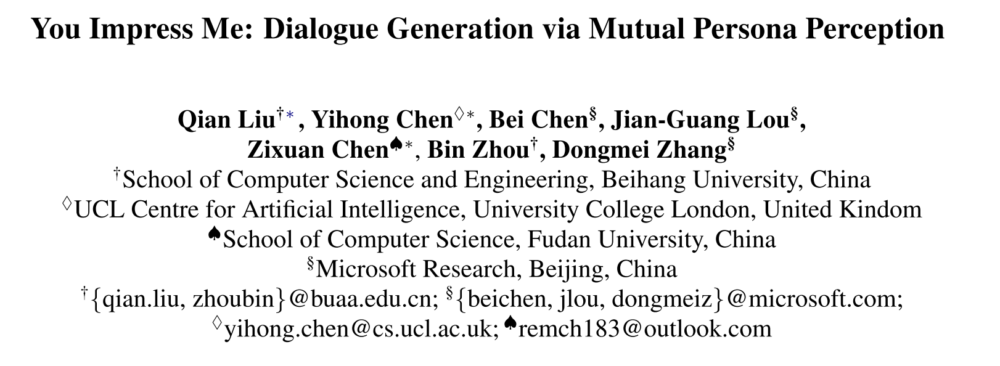 You Impress Me: Dialogue Generation via Mutual Persona Perception
Qian Liu†*, Yihong Chen♢*, Bei Chen§, Jian-Guang Lou§,
Zixuan Chen♠*, Bin Zhou†, Dongmei Zhang§
†School of Computer Science and Engineering, Beihang University, China
♢UCL Centre for Artificial Intelligence, University College London, United Kindom
♠School of Computer Science, Fudan University, China
§Microsoft Research, Beijing, China
†{qian.liu, zhoubin}@buaa.edu.cn; §{beichen, jlou, dongmeiz}@microsoft.com;
♢yihong.chen@cs.ucl.ac.uk; ♠remch183@outlook.com